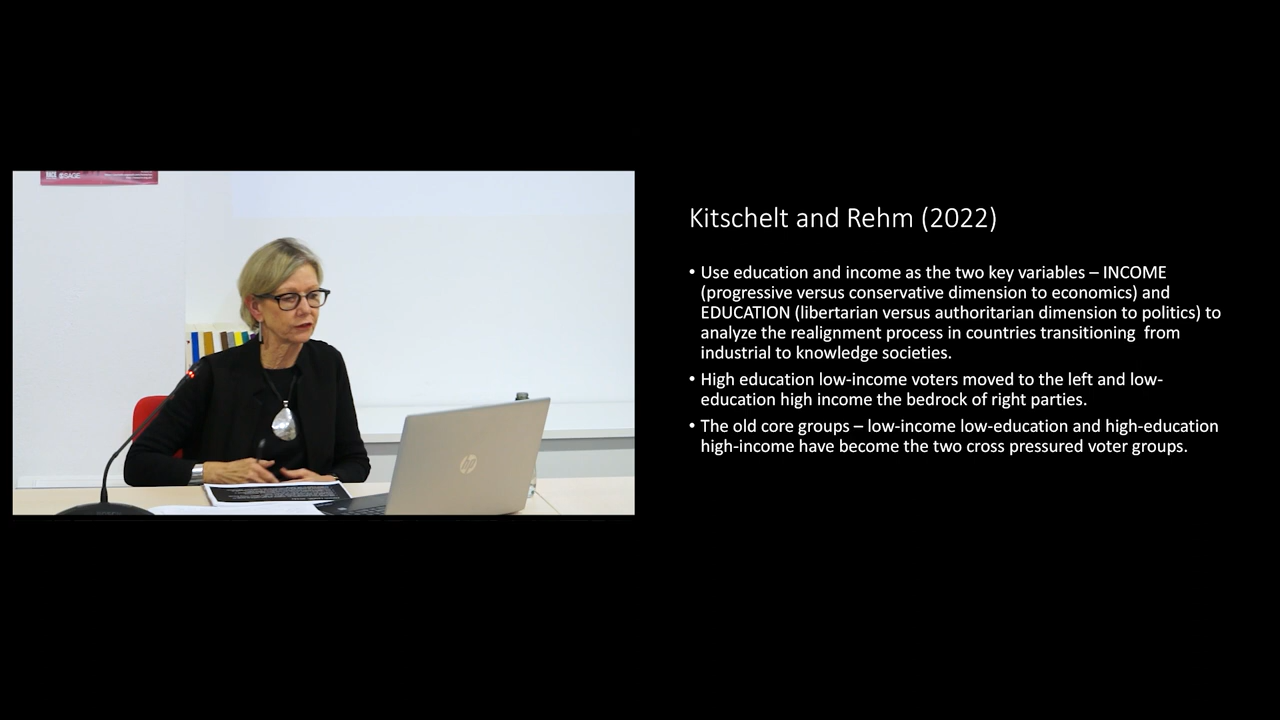 SAGE
hp
Kitschelt and Rehm (2022)
• Use education and income as the two key variables – INCOME
(progressive versus conservative dimension to economics) and
EDUCATION (libertarian versus authoritarian dimension to politics) to
analyze the realignment process in countries transitioning from
industrial to knowledge societies.
• High education low-income voters moved to the left and low-
education high income the bedrock of right parties.
• The old core groups – low-income low-education and high-education
high-income have become the two cross pressured voter groups.